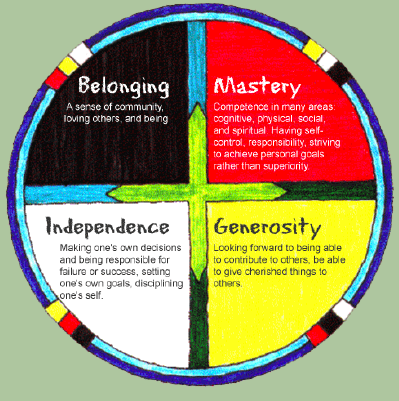 Belonging
A sense of community,
loving others, and being
Mastery
Competence in many areas:
cognitive, physical, social,
and spiritual. Having self-
control, responsibility, striving
to achieve personal goals
rather than superiority.
Independence
Making one's own decisions
and being responsible for
failure or success, setting
one's own goals, disciplining
one's self.
Generosity
Looking forward to being able
to contribute to others, be able
to give cherished things to
others.